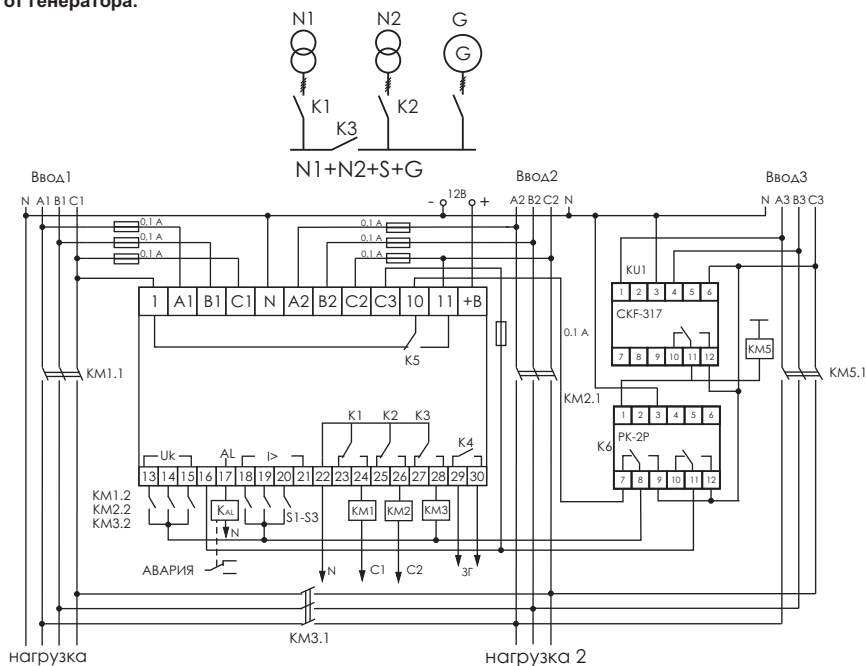 от генератора.
N1 N2 G
G
K1 K2
K3
N1+N2+S+G
Ввод1 Ввод2 Ввод3
N A1 B1 C1 - 12В + A2 B2 C2 N N A3 B3 C3
0,1 A 0,1 A
0,1 A 0,1 A
0,1 A 0,1 A
KU1
1 2 3 4 5 6
CKF-317
7 8 9 10 11 12
1 A1 B1 C1 N A2 B2 C2 C3 10 11 +B
K5
0.1 A
KM5
KM1.1 KM2.1 KM5.1
1 2 3 4 5 6
РК-2Р
K6
7 8 9 10 11 12
K1 K2 K3
K4
Uk AL I>
13 14 15 16 17 18 19 20 21 22 23 24 25 26 27 28 29 30
KM1.2
KM2.2
KM3.2
KAL S1-S3 KM1 KM2 KM3
N
АВАРИЯ N C1 C2 3Г
KM3.1
нагрузка нагрузка 2